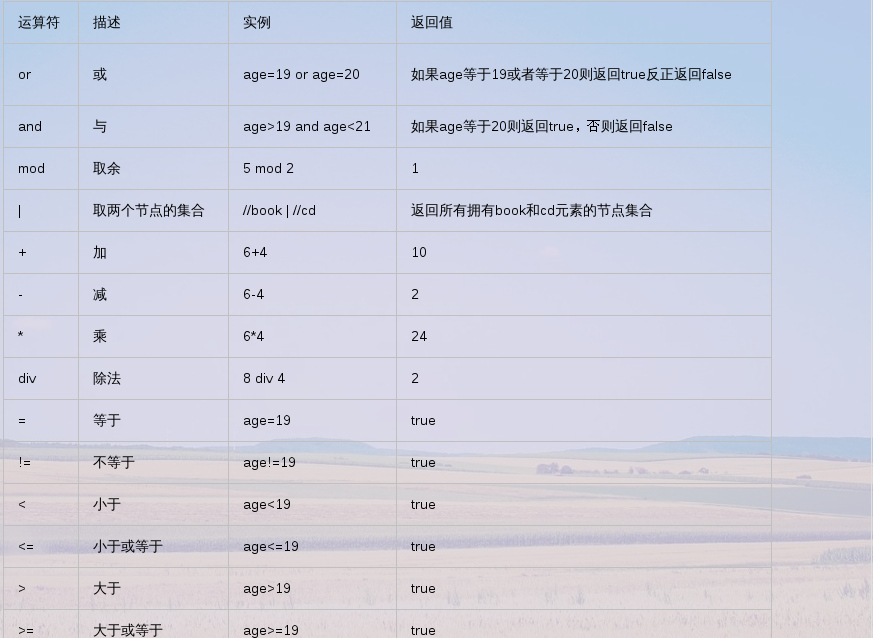 运算符 描述 实例 返回值
or 或 age=19 or age=20 如果age等于19或者等于20则返回true反正返回false
and 与 age>19 and age<21 如果age等于20则返回true，否则返回false
mod 取余 5 mod 2 1
| 取两个节点的集合 //book | //cd 返回所有拥有book和cd元素的节点集合
+ 加 6+4 10
- 减 6-4 2
* 乘 6*4 24
div 除法 8 div 4 2
= 等于 age=19 true
!= 不等于 age!=19 true
< 小于 age<19 true
<= 小于或等于 age<=19 true
> 大于 age>19 true
>= 大于或等于 age>=19 true